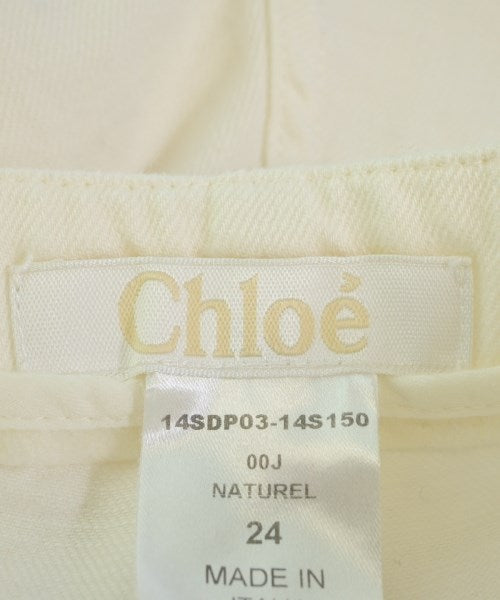 Chloé
14SDP03-14S150
00J
NATUREL
24
MADE IN